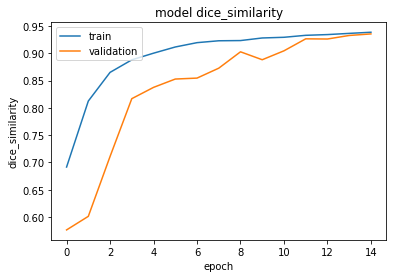 model dice_similarity
train
validation
dice_similarity
0.95
0.90
0.85
0.80
0.75
0.70
0.65
0.60
0 2 4 6 8 10 12 14
epoch